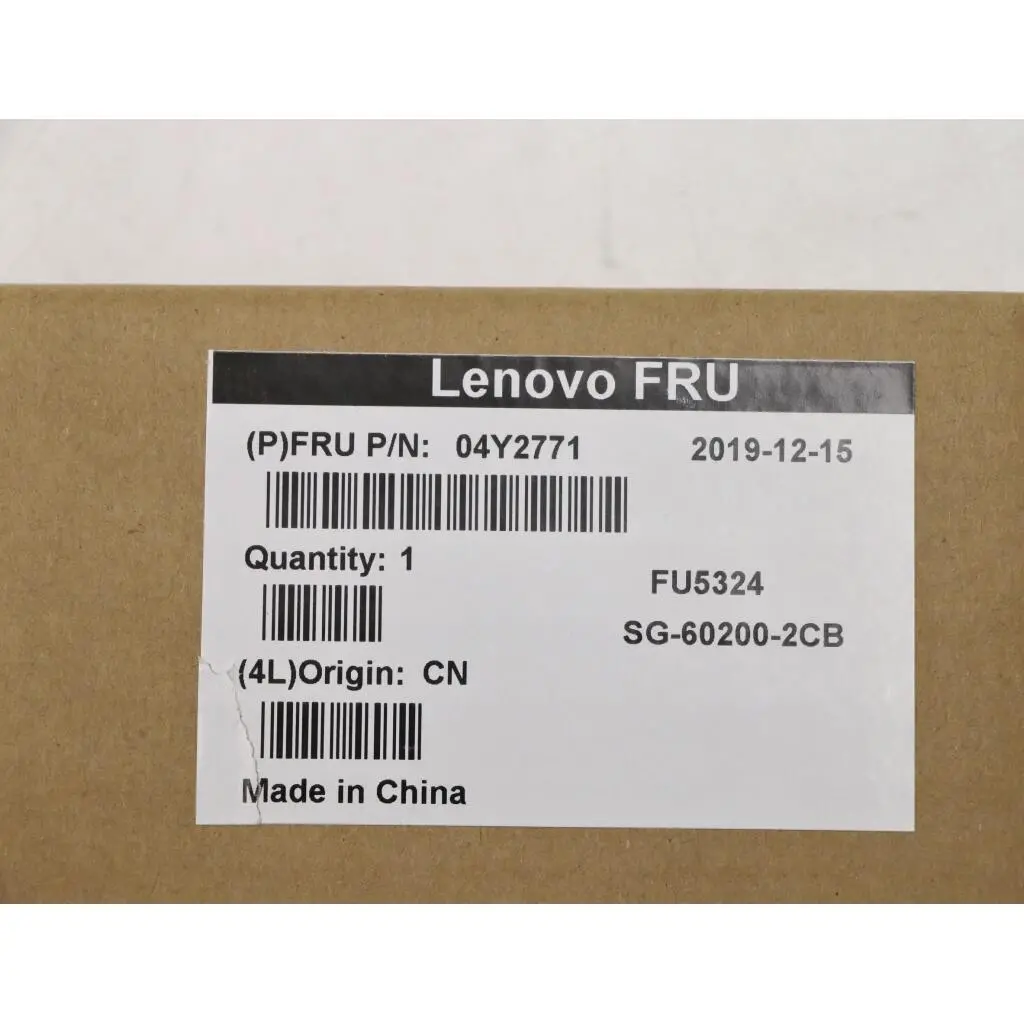 Lenovo FRU
(P)FRU P/N: 04Y2771 2019-12-15
Quantity: 1
FU5324
SG-60200-2CB
(4L)Origin: CN
Made in China